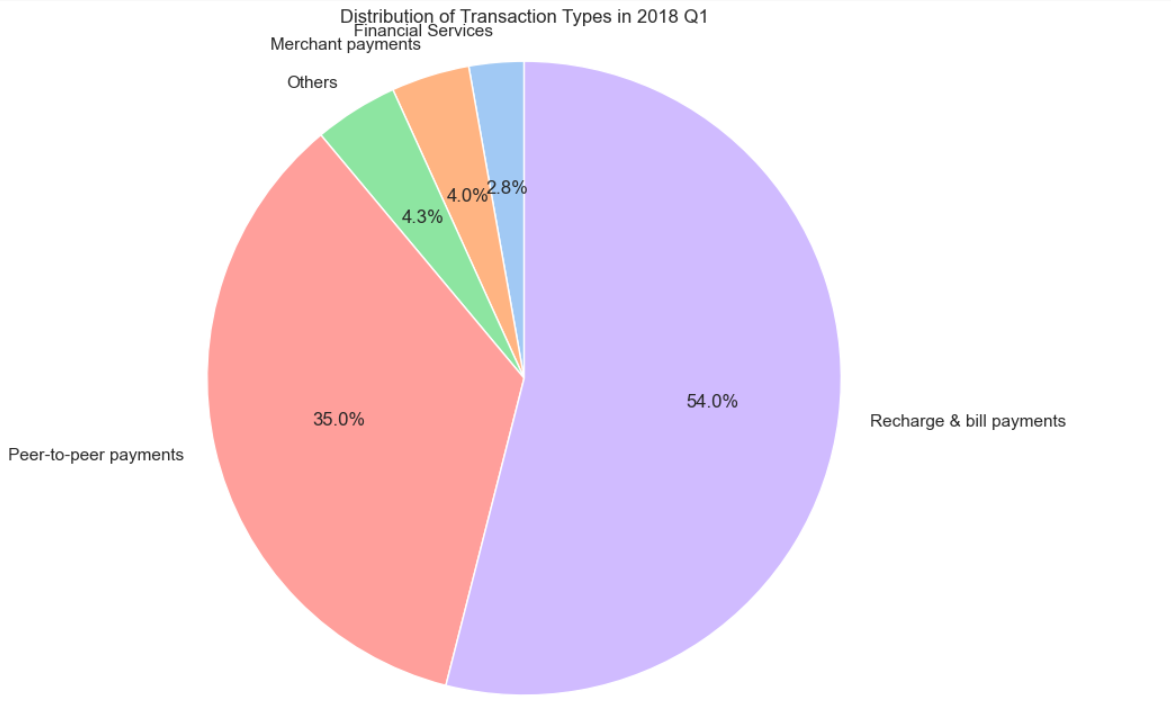 Distribution of Transaction Types in 2018 Q1
Financial Services
Merchant payments
Others
2.8%
4.0%
4.3%
54.0%
35.0%
Recharge & bill payments
Peer-to-peer payments